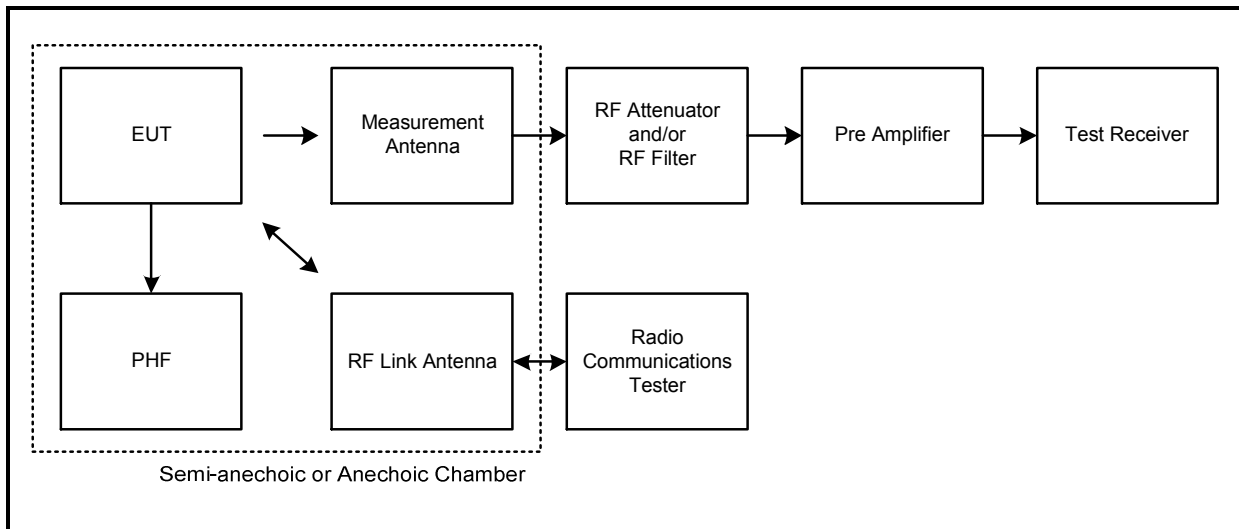 EUT
Measurement
Antenna
RF Attenuator
and/or
RF Filter
Pre Amplifier
Test Receiver
PHF
RF Link Antenna
Radio
Communications
Tester
Semi-anechoic or Anechoic Chamber